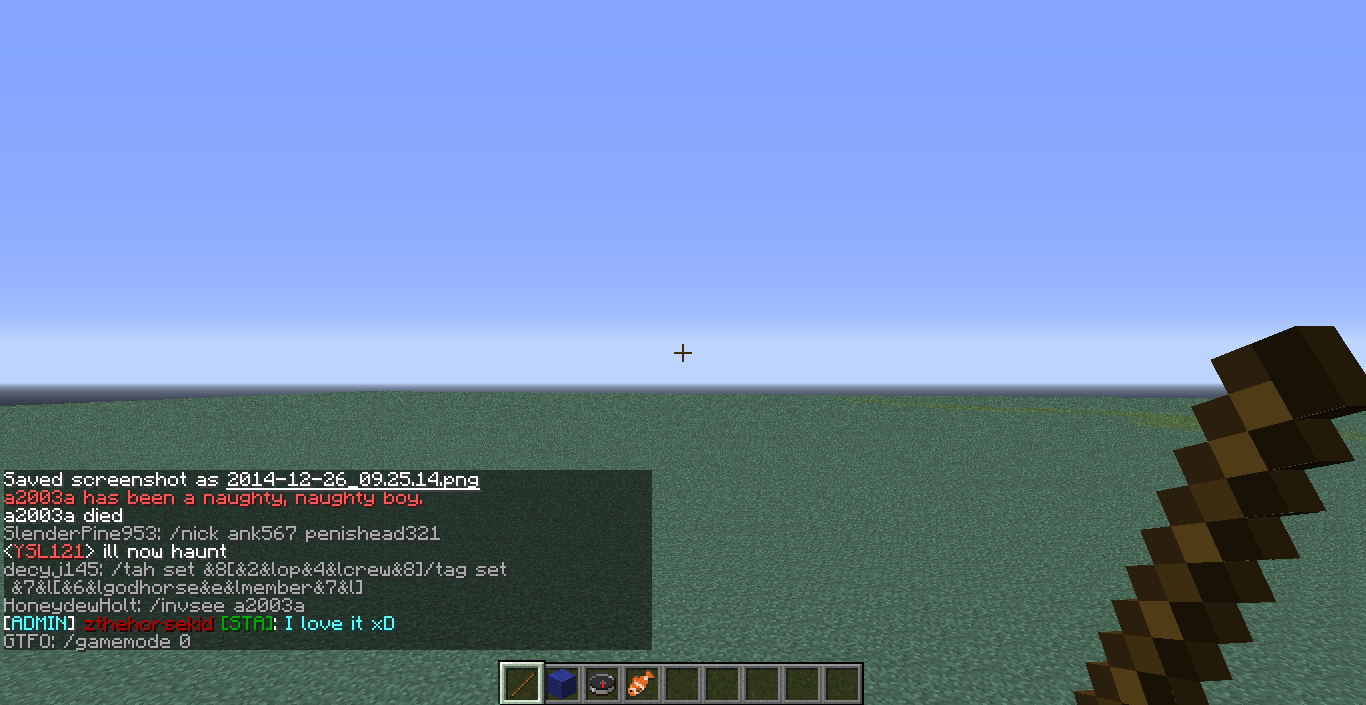 Saved screenshot as 2014-12-26_09.25.14.png
a2003a has been a naughty, naughty boy.
a2003a died
SlenderPine953: /nick ank567 penishead321
<YSL121> ill now haunt
decyj145: /tah set &8[&2&lop&4&lcrew&8]/tag set
&7&l[&6&lgodhorse&e&lmember&7&l]
HoneydewHolt: /invsee a2003a
[ADMIN] zthehorsekid [STA]: I love it xD
GTFO: /gamemode 0